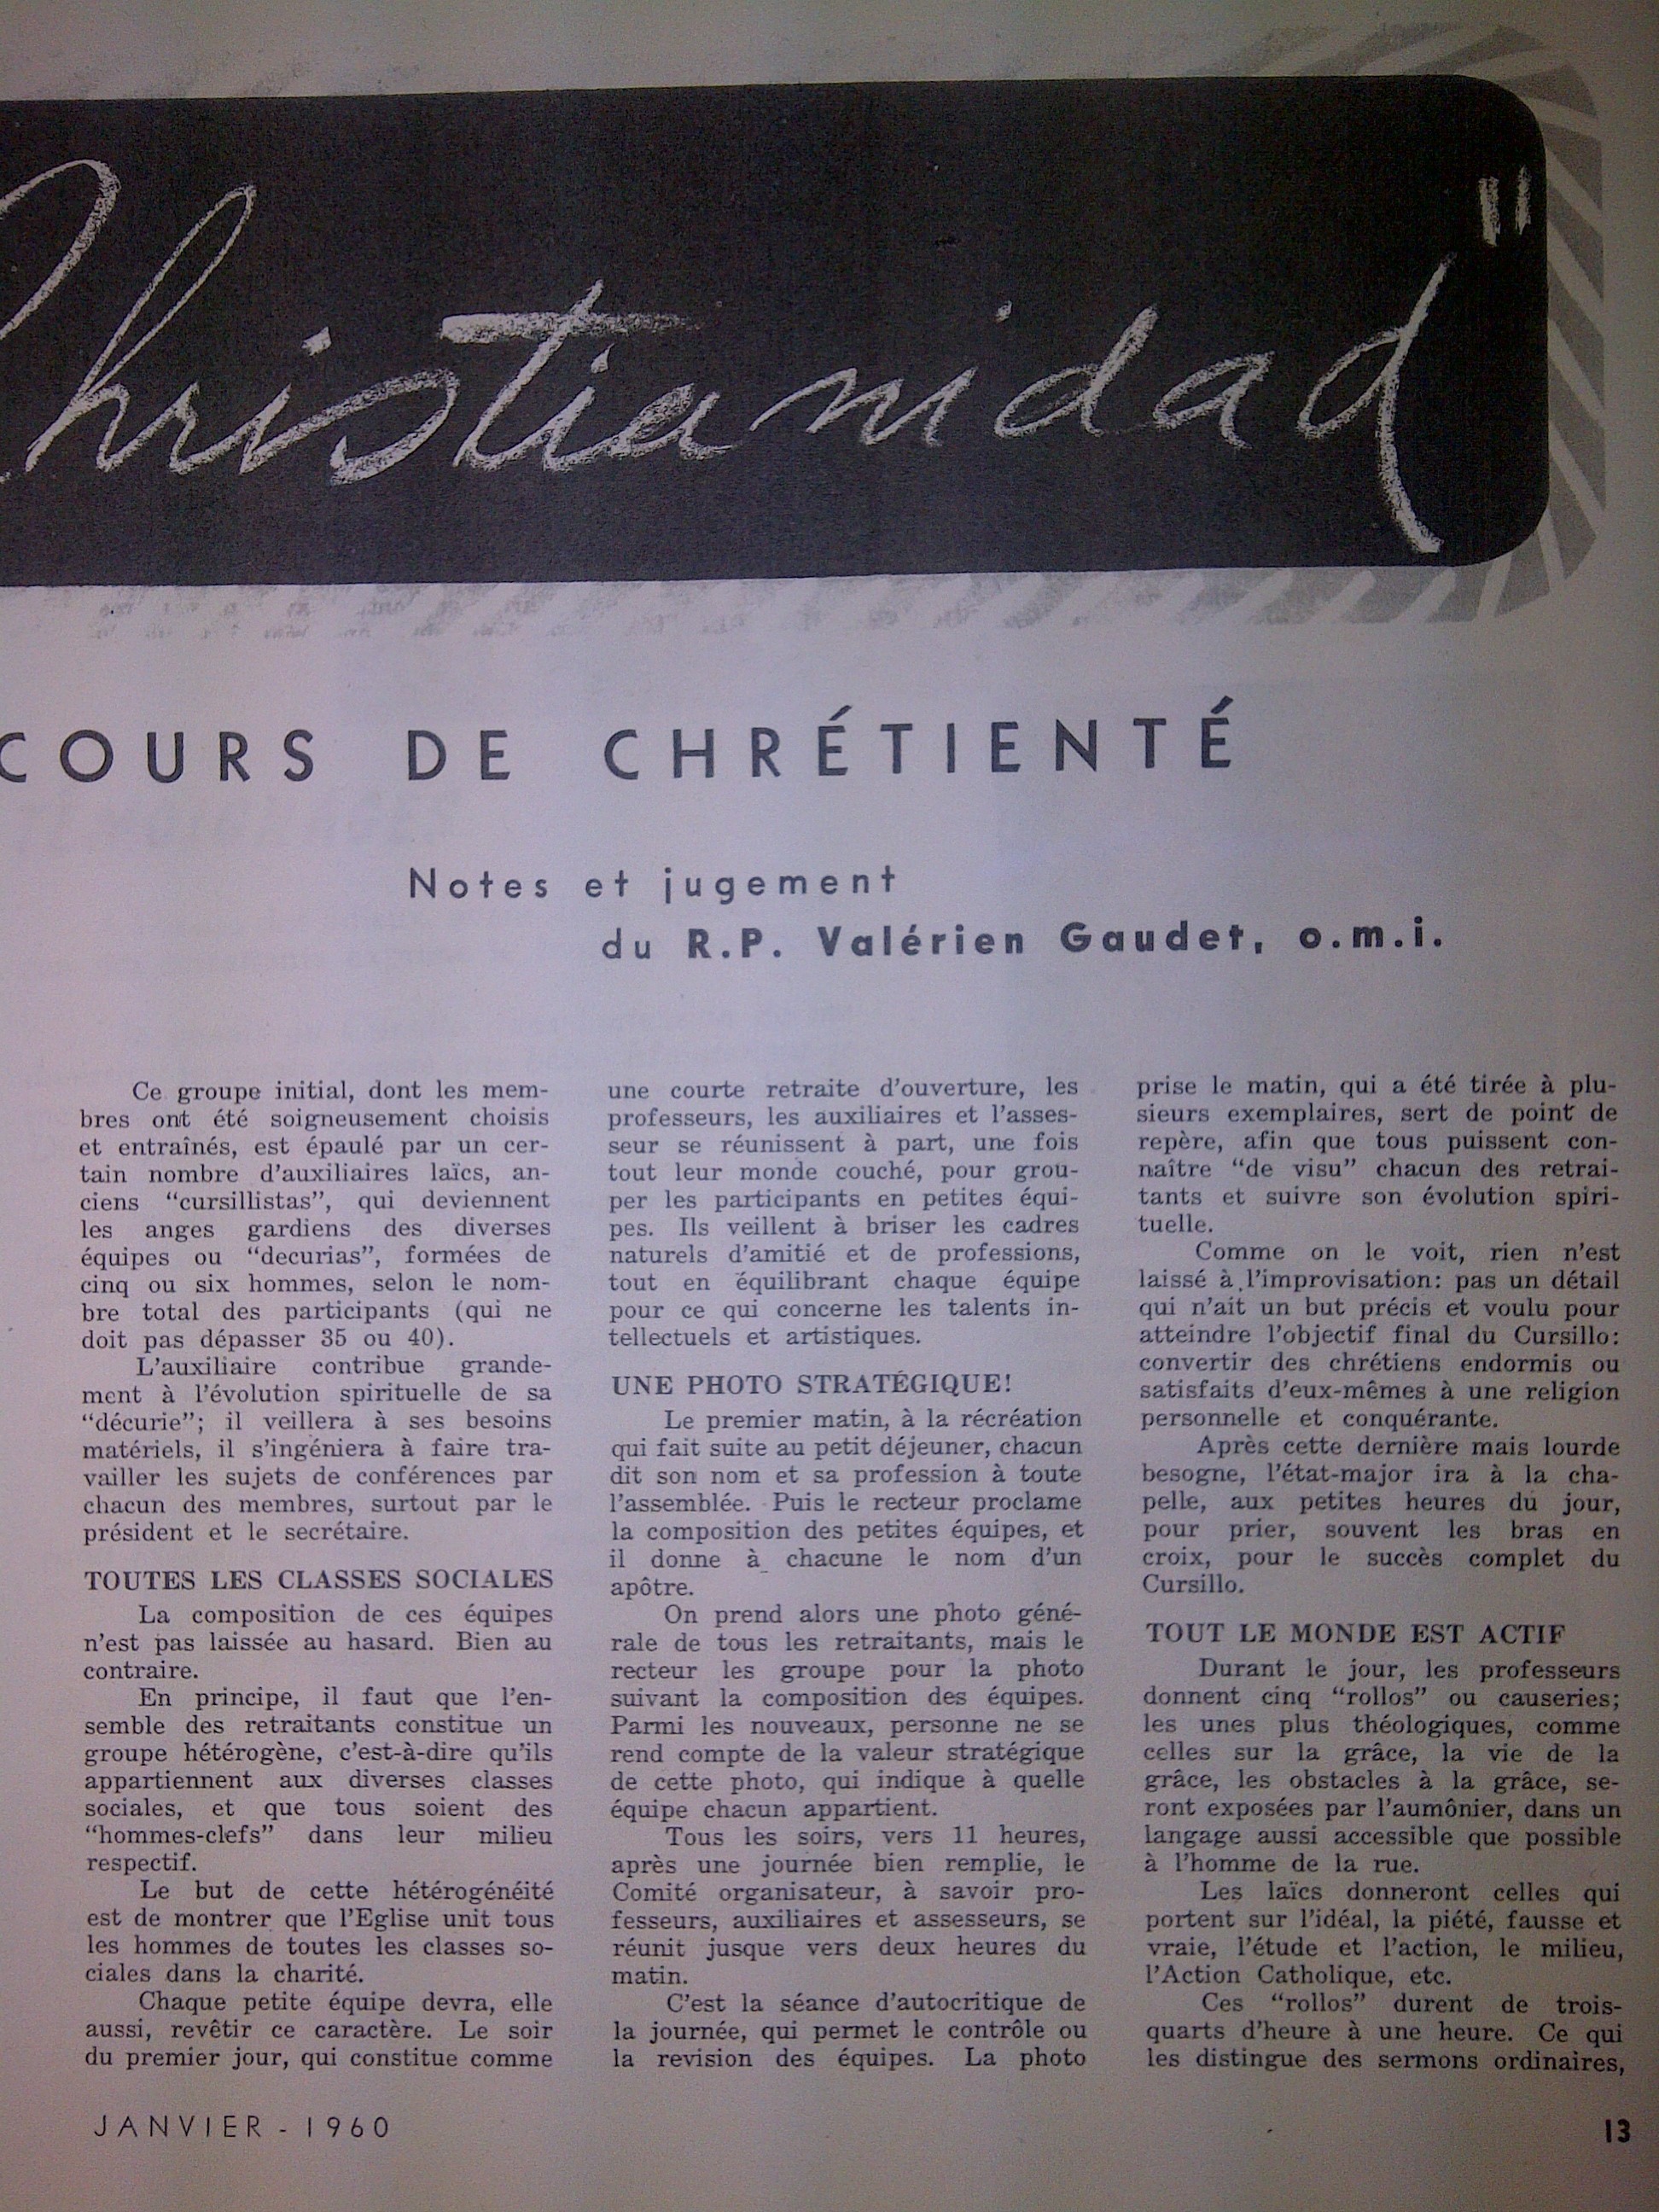 Christianidad"
COURS DE CHRÉTIENTÉ
Notes et jugement
du R.P. Valérien Gaudet, o.m.i.
Ce groupe initial, dont les mem-
bres ont été soigneusement choisis
et entraînés, est épaulé par un cer-
tain nombre d'auxiliaires laïcs, an-
ciens "cursillistas", qui deviennent
les anges gardiens des diverses
équipes ou "decurias", formées de
cinq ou six hommes, selon le nom-
bre total des participants (qui ne
doit pas dépasser 35 ou 40).
L'auxiliaire contribue grande-
ment à l'évolution spirituelle de sa
"décurie"; il veillera à ses besoins
matériels, il s'ingéniera à faire tra-
vailler les sujets de conférences par
chacun des membres, surtout par le
président et le secrétaire.
TOUTES LES CLASSES SOCIALES
La composition de ces équipes
n'est pas laissée au hasard. Bien au
contraire.
En principe, il faut que l'en-
semble des retraitants constitue un
groupe hétérogène, c'est-à-dire qu'ils
appartiennent aux diverses classes
sociales, et que tous soient des
"hommes-clefs" dans leur milieu
respectif.
Le but de cette hétérogénéité
est de montrer que l'Eglise unit tous
les hommes de toutes les classes so-
ciales dans la charité.
Chaque petite équipe devra, elle
aussi, revêtir ce caractère. Le soir
du premier jour, qui constitue comme
une courte retraite d'ouverture, les
professeurs, les auxiliaires et l'asses-
seur se réunissent à part, une fois
tout leur monde couché, pour grou-
per les participants en petites équi-
pes. Ils veillent à briser les cadres
naturels d'amitié et de professions,
tout en équilibrant chaque équipe
pour ce qui concerne les talents in-
tellectuels et artistiques.
UNE PHOTO STRATÉGIQUE!
Le premier matin, à la récréation
qui fait suite au petit déjeuner, chacun
dit son nom et sa profession à toute
l'assemblée. Puis le recteur proclame
la composition des petites équipes, et
il donne à chacune le nom d'un
apôtre.
On prend alors une photo géné-
rale de tous les retraitants, mais le
recteur les groupe pour la photo
suivant la composition des équipes.
Parmi les nouveaux, personne ne se
rend compte de la valeur stratégique
de cette photo, qui indique à quelle
équipe chacun appartient.
Tous les soirs, vers 11 heures,
après une journée bien remplie, le
Comité organisateur, à savoir pro-
fesseurs, auxiliaires et assesseurs, se
réunit jusque vers deux heures du
matin.
C'est la séance d'autocritique de
la journée, qui permet le contrôle ou
la revision des équipes. La photo
prise le matin, qui a été tirée à plu-
sieurs exemplaires, sert de point de
repère, afin que tous puissent con-
naître "de visu" chacun des retrai-
tants et suivre son évolution spiri-
tuelle.
Comme on le voit, rien n'est
laissé à l'improvisation: pas un détail
qui n'ait un but précis et voulu pour
atteindre l'objectif final du Cursillo:
convertir des chrétiens endormis ou
satisfaits d'eux-mêmes à une religion
personnelle et conquérante.
Après cette dernière mais lourde
besogne, l'état-major ira à la cha-
pelle, aux petites heures du jour,
pour prier, souvent les bras en
croix, pour le succès complet du
Cursillo.
TOUT LE MONDE EST ACTIF
Durant le jour, les professeurs
donnent cinq "rollos" ou causeries;
les unes plus théologiques, comme
celles sur la grâce, la vie de la
grâce, les obstacles à la grâce, se-
ront exposées par l'aumônier, dans un
langage aussi accessible que possible
à l'homme de la rue.
Les laïcs donneront celles qui
portent sur l'idéal, la piété, fausse et
vraie, l'étude et l'action, le milieu,
l'Action Catholique, etc.
Ces "rollos" durent de trois-
quarts d'heure à une heure. Ce qui
les distingue des sermons ordinaires,
JANVIER - 1960
13